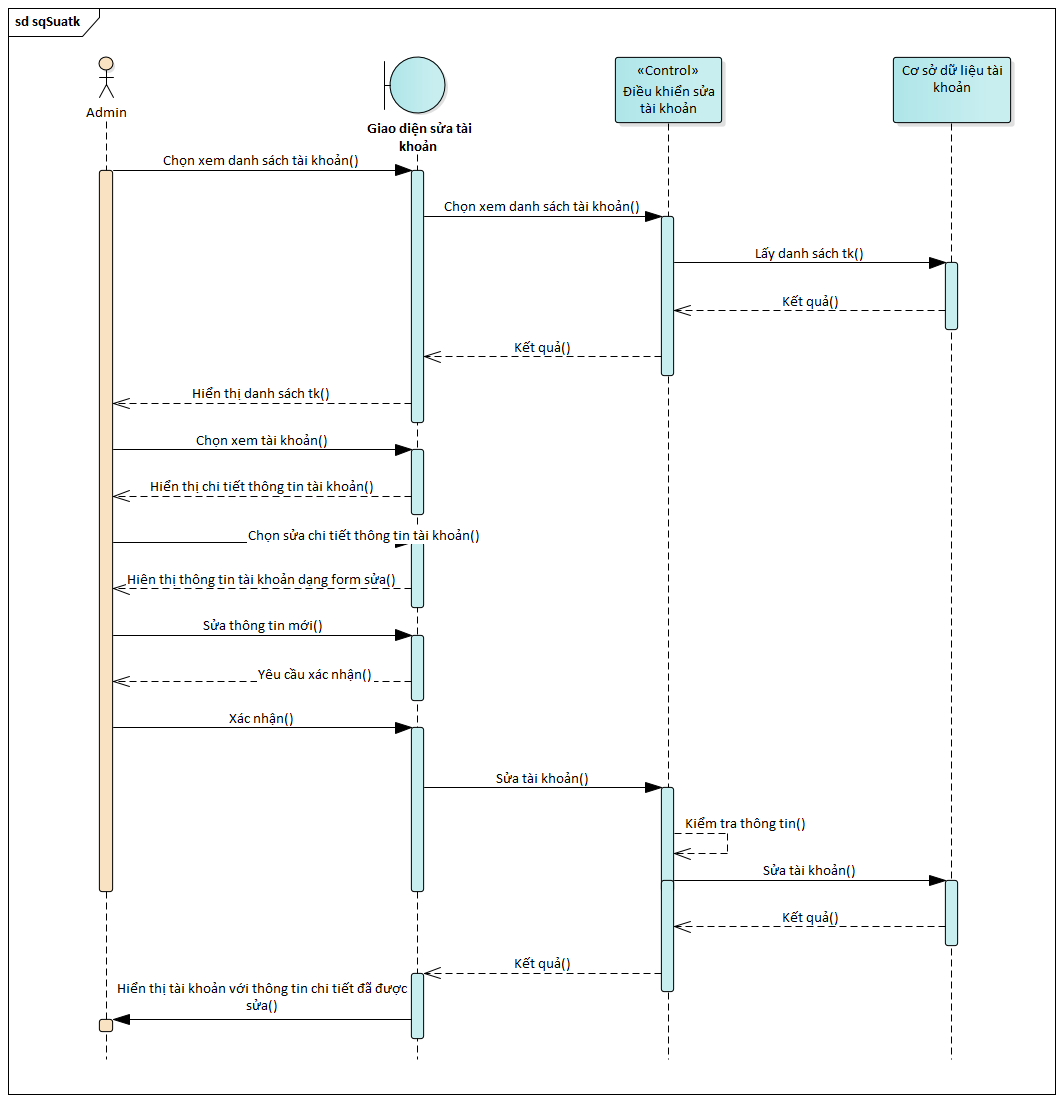 sd sqSuatk
Admin
Giao diện sửa tài
khoản
«Control»
Điều khiển sửa
tài khoản
Cơ sở dữ liệu tài
khoản
Chọn xem danh sách tài khoản()
Chọn xem danh sách tài khoản()
Lấy danh sách tk()
Kết quả()
Kết quả()
Hiển thị danh sách tk()
Chọn xem tài khoản()
Hiển thị chi tiết thông tin tài khoản()
Chọn sửa chi tiết thông tin tài khoản()
Hiên thị thông tin tài khoản dạng form sửa()
Sửa thông tin mới()
Yêu cầu xác nhận()
Xác nhận()
Sửa tài khoản()
Kiểm tra thông tin()
Sửa tài khoản()
Kết quả()
Kết quả()
Hiển thị tài khoản với thông tin chi tiết đã được
sửa()